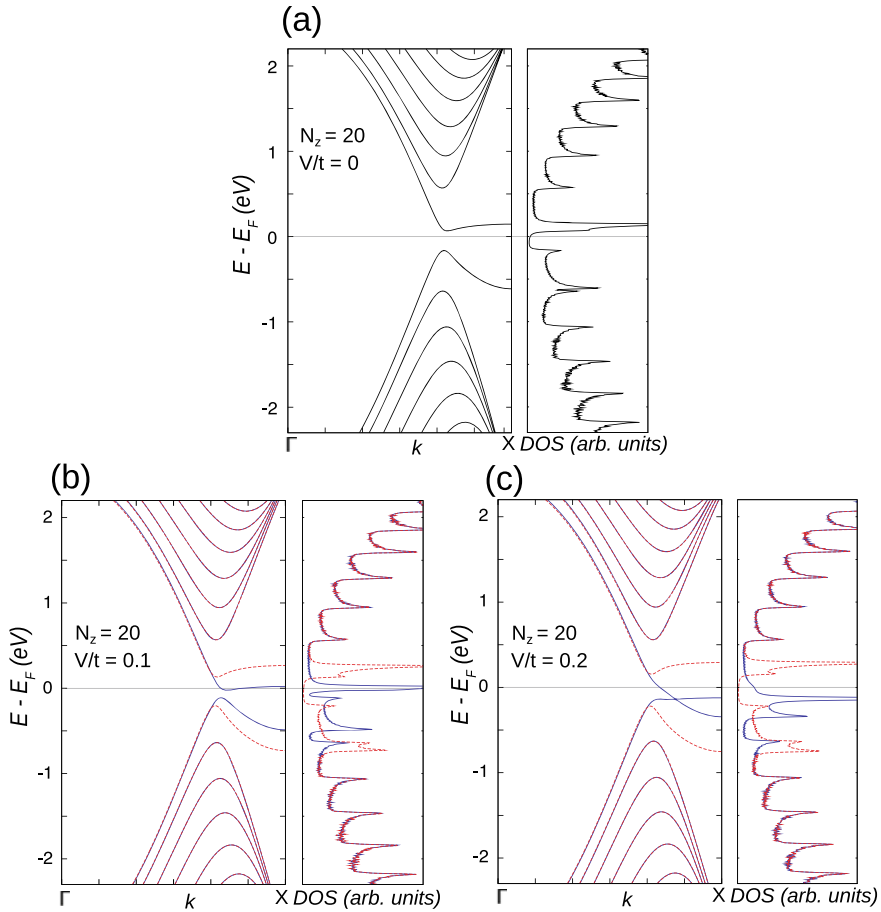 (a)
2
1
0
-1
-2
E - E_F (eV)
N_z = 20
V/t = 0
Γ
k
X
DOS (arb. units)
(b)
2
1
0
-1
-2
E - E_F (eV)
N_z = 20
V/t = 0.1
Γ
k
X
DOS (arb. units)
(c)
2
1
0
-1
-2
E - E_F (eV)
N_z = 20
V/t = 0.2
Γ
k
X
DOS (arb. units)